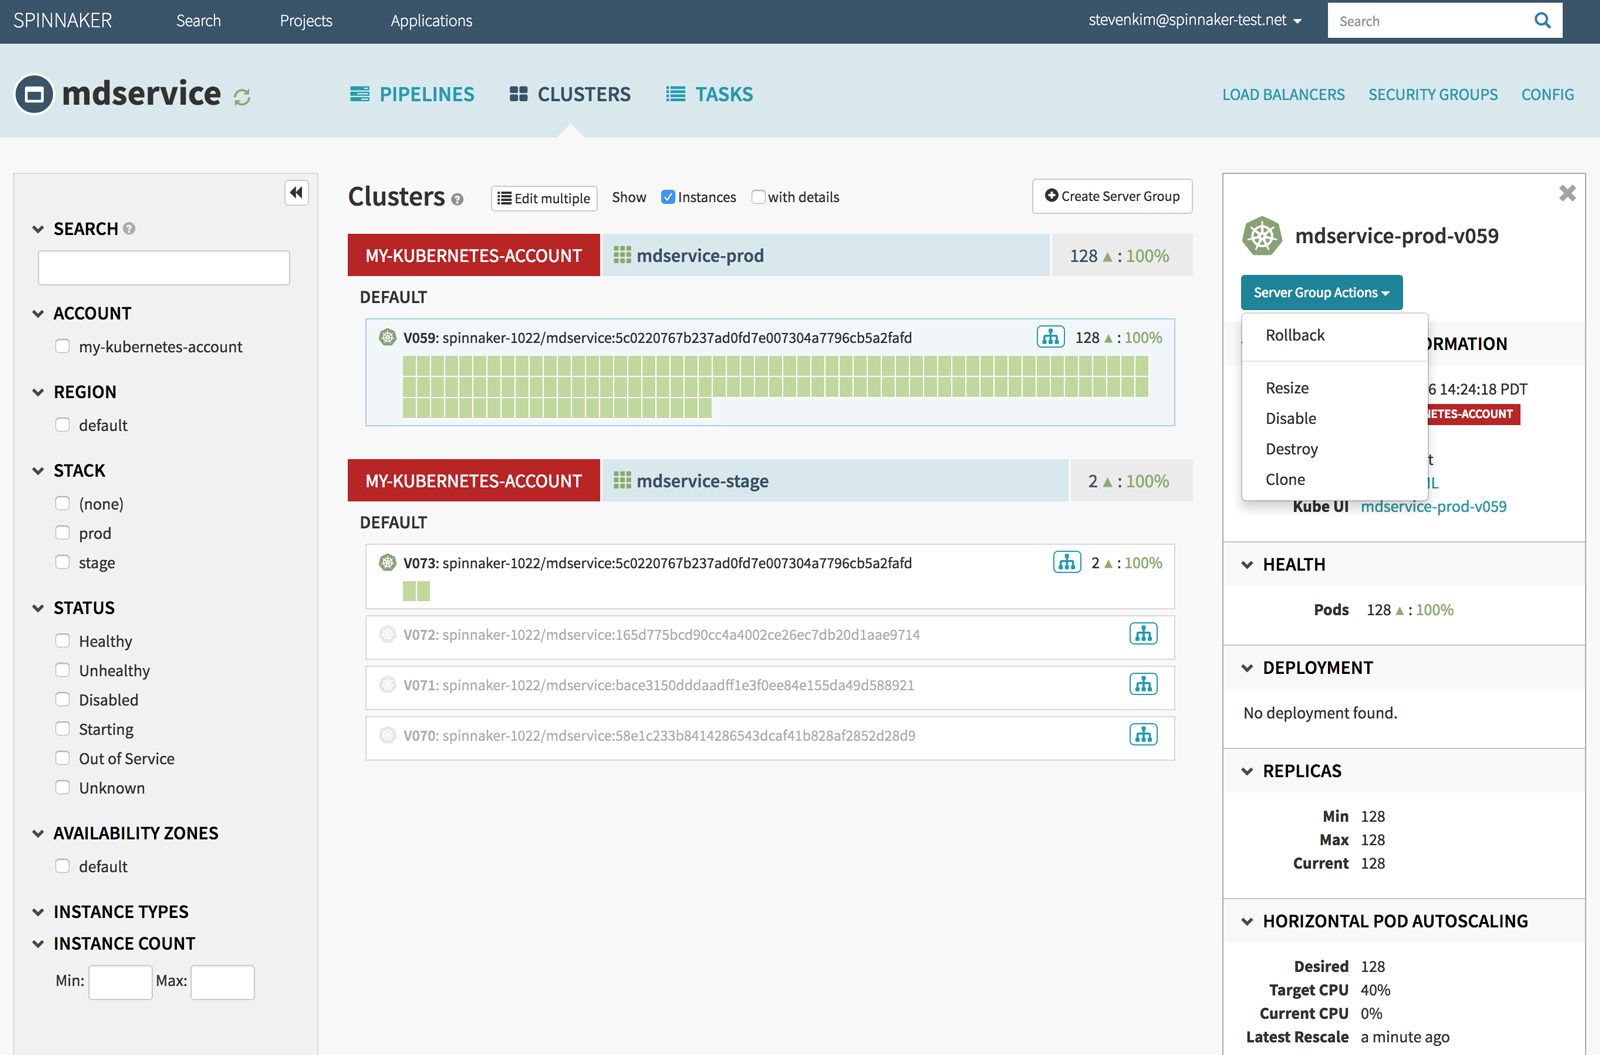 SPINNAKER Search Projects Applications stevenkim@spinnaker-test.net Search
mdservice PIPELINES CLUSTERS TASKS LOAD BALANCERS SECURITY GROUPS CONFIG
SEARCH
ACCOUNT
my-kubernetes-account
REGION
default
STACK
(none)
prod
stage
STATUS
Healthy
Unhealthy
Disabled
Starting
Out of Service
Unknown
AVAILABILITY ZONES
default
INSTANCE TYPES
INSTANCE COUNT
Min: Max:
Clusters Edit multiple Show Instances with details Create Server Group
MY-KUBERNETES-ACCOUNT mdservice-prod 128 : 100%
DEFAULT
V059: spinnaker-1022/mdservice:5c0220767b237ad0fd7e007304a7796cb5a2fafd 128 : 100%
MY-KUBERNETES-ACCOUNT mdservice-stage 2 : 100%
DEFAULT
V073: spinnaker-1022/mdservice:5c0220767b237ad0fd7e007304a7796cb5a2fafd 2 : 100%
V072: spinnaker-1022/mdservice:165d775bcd90cc4a4002ce26ec7db20d1aae9714
V071: spinnaker-1022/mdservice:bace3150dddaadff1e3f0ee84e155da49d588921
V070: spinnaker-1022/mdservice:58e1c233b8414286543dcaf41b828af2852d28d9
mdservice-prod-v059
Server Group Actions
Rollback
Resize
Disable
Destroy
Clone
ORMATION
6 14:24:18 PDT
ETES-ACCOUNT
t
ML
Kube UI mdservice-prod-v059
HEALTH
Pods 128 : 100%
DEPLOYMENT
No deployment found.
REPLICAS
Min 128
Max 128
Current 128
HORIZONTAL POD AUTOSCALING
Desired 128
Target CPU 40%
Current CPU 0%
Latest Rescale a minute ago